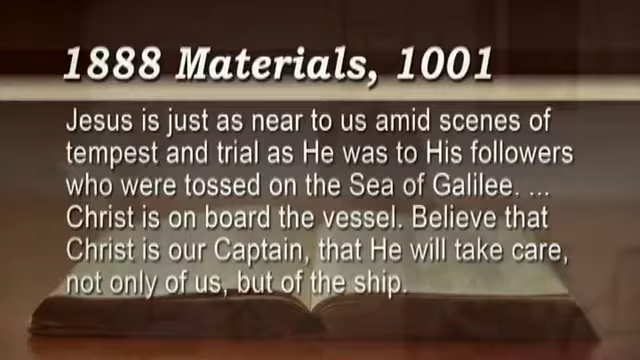 1888 Materials, 1001
Jesus is just as near to us amid scenes of
tempest and trial as He was to His followers
who were tossed on the Sea of Galilee. ...
Christ is on board the vessel. Believe that
Christ is our Captain, that He will take care,
not only of us, but of the ship.